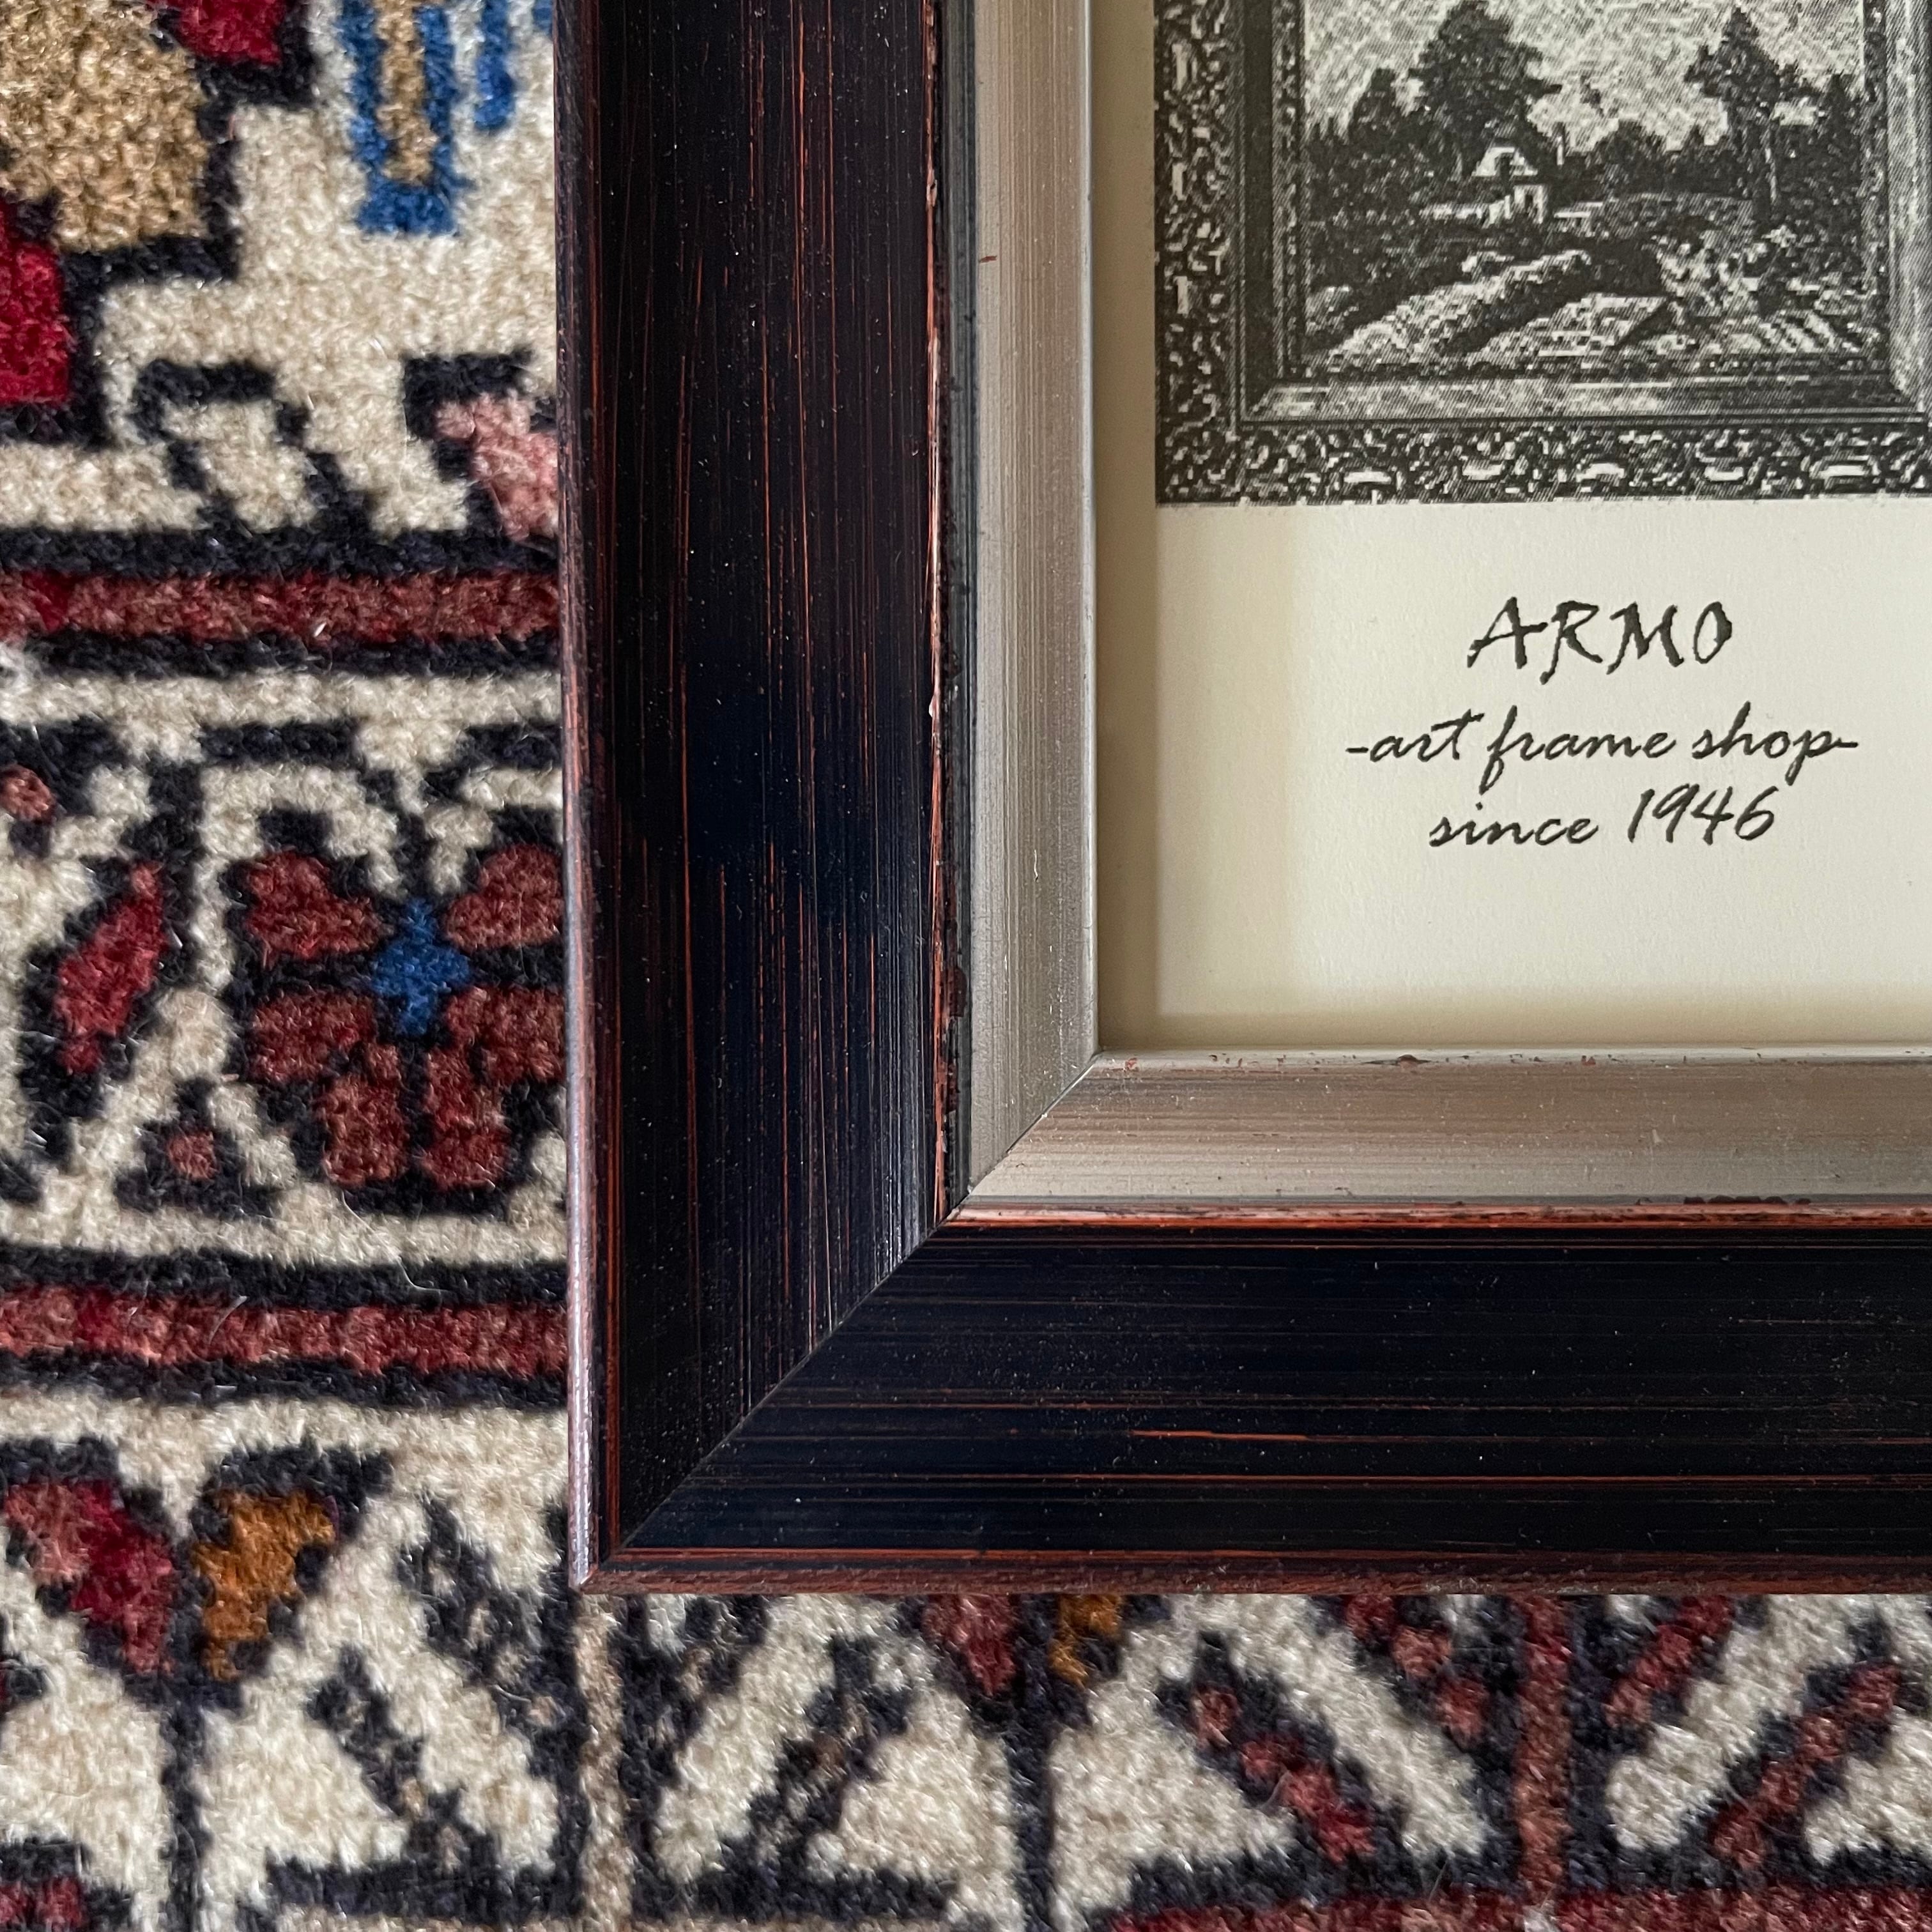 ARMO
-art frame shop-
since 1946